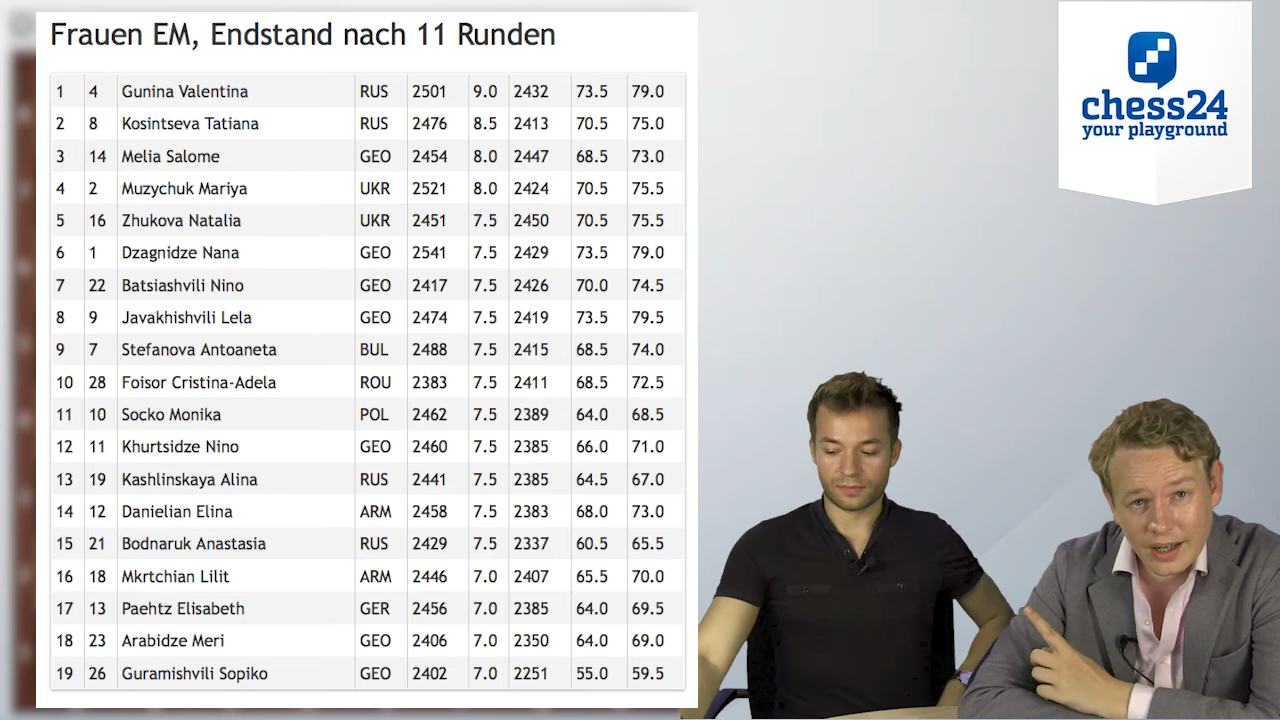 Frauen EM, Endstand nach 11 Runden
1 4 Gunina Valentina RUS 2501 9.0 2432 73.5 79.0
2 8 Kosintseva Tatiana RUS 2476 8.5 2413 70.5 75.0
3 14 Melia Salome GEO 2454 8.0 2447 68.5 73.0
4 2 Muzychuk Mariya UKR 2521 8.0 2424 70.5 75.5
5 16 Zhukova Natalia UKR 2451 7.5 2450 70.5 75.5
6 1 Dzagnidze Nana GEO 2541 7.5 2429 73.5 79.0
7 22 Batsiashvili Nino GEO 2417 7.5 2426 70.0 74.5
8 9 Javakhishvili Lela GEO 2474 7.5 2419 73.5 79.5
9 7 Stefanova Antoaneta BUL 2488 7.5 2415 68.5 74.0
10 28 Foisor Cristina-Adela ROU 2383 7.5 2411 68.5 72.5
11 10 Socko Monika POL 2462 7.5 2389 64.0 68.5
12 11 Khurtsidze Nino GEO 2460 7.5 2385 66.0 71.0
13 19 Kashlinskaya Alina RUS 2441 7.5 2385 64.5 67.0
14 12 Danielian Elina ARM 2458 7.5 2383 68.0 73.0
15 21 Bodnaruk Anastasia RUS 2429 7.5 2337 60.5 65.5
16 18 Mkrtchian Lilit ARM 2446 7.0 2407 65.5 70.0
17 13 Paehtz Elisabeth GER 2456 7.0 2385 64.0 69.5
18 23 Arabidze Meri GEO 2406 7.0 2350 64.0 69.0
19 26 Guramishvili Sopiko GEO 2402 7.0 2251 55.0 59.5
chess24
your playground